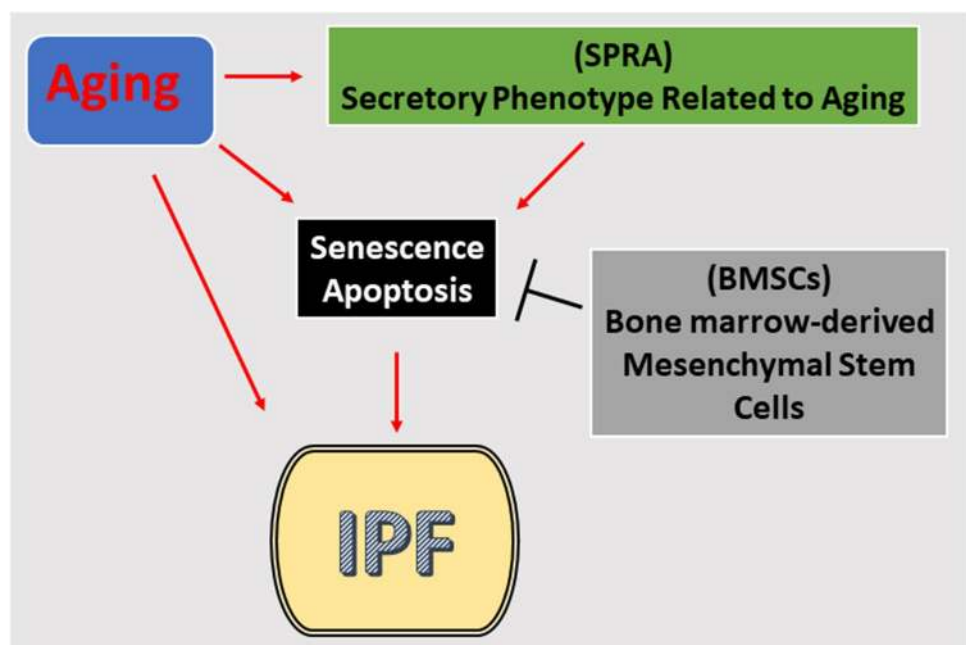 Aging
(SPRA)
Secretory Phenotype Related to Aging
Senescence
Apoptosis
(BMSCs)
Bone marrow-derived
Mesenchymal Stem
Cells
IPF